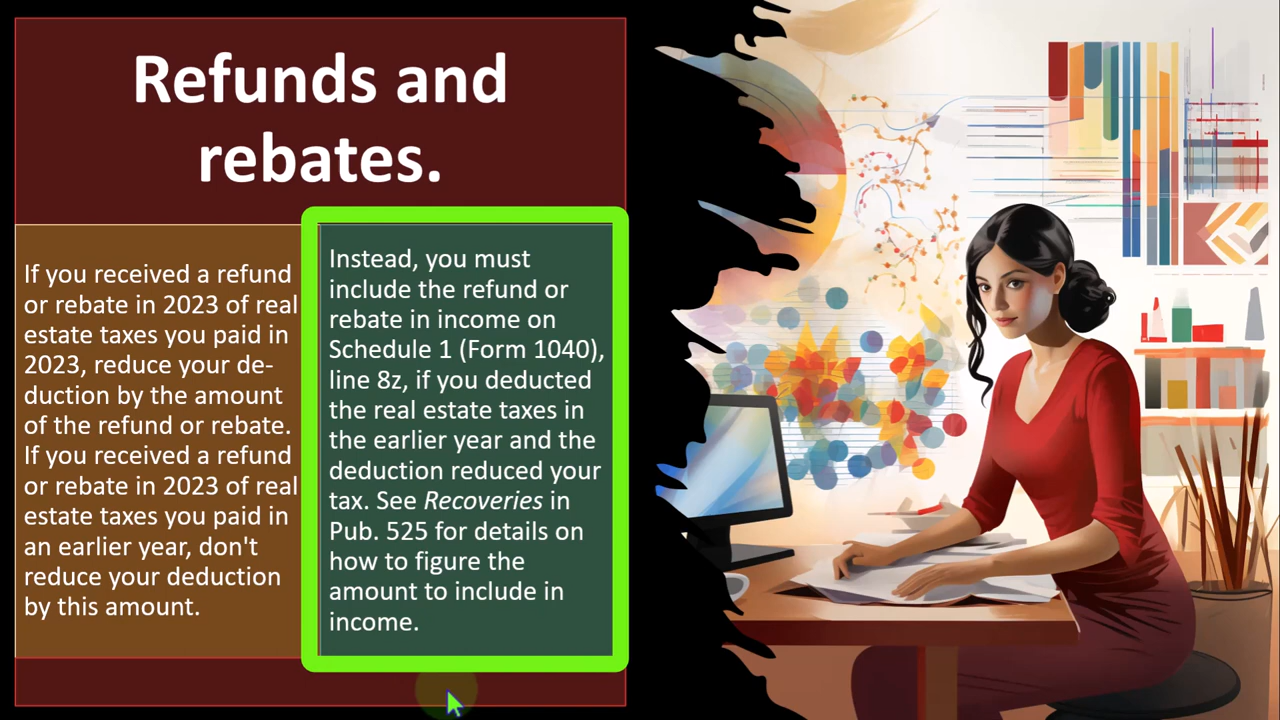 Refunds and
rebates.
If you received a refund
or rebate in 2023 of real
estate taxes you paid in
2023, reduce your de-
duction by the amount
of the refund or rebate.
If you received a refund
or rebate in 2023 of real
estate taxes you paid in
an earlier year, don't
reduce your deduction
by this amount.
Instead, you must
include the refund or
rebate in income on
Schedule 1 (Form 1040),
line 8z, if you deducted
the real estate taxes in
the earlier year and the
deduction reduced your
tax. See Recoveries in
Pub. 525 for details on
how to figure the
amount to include in
income.